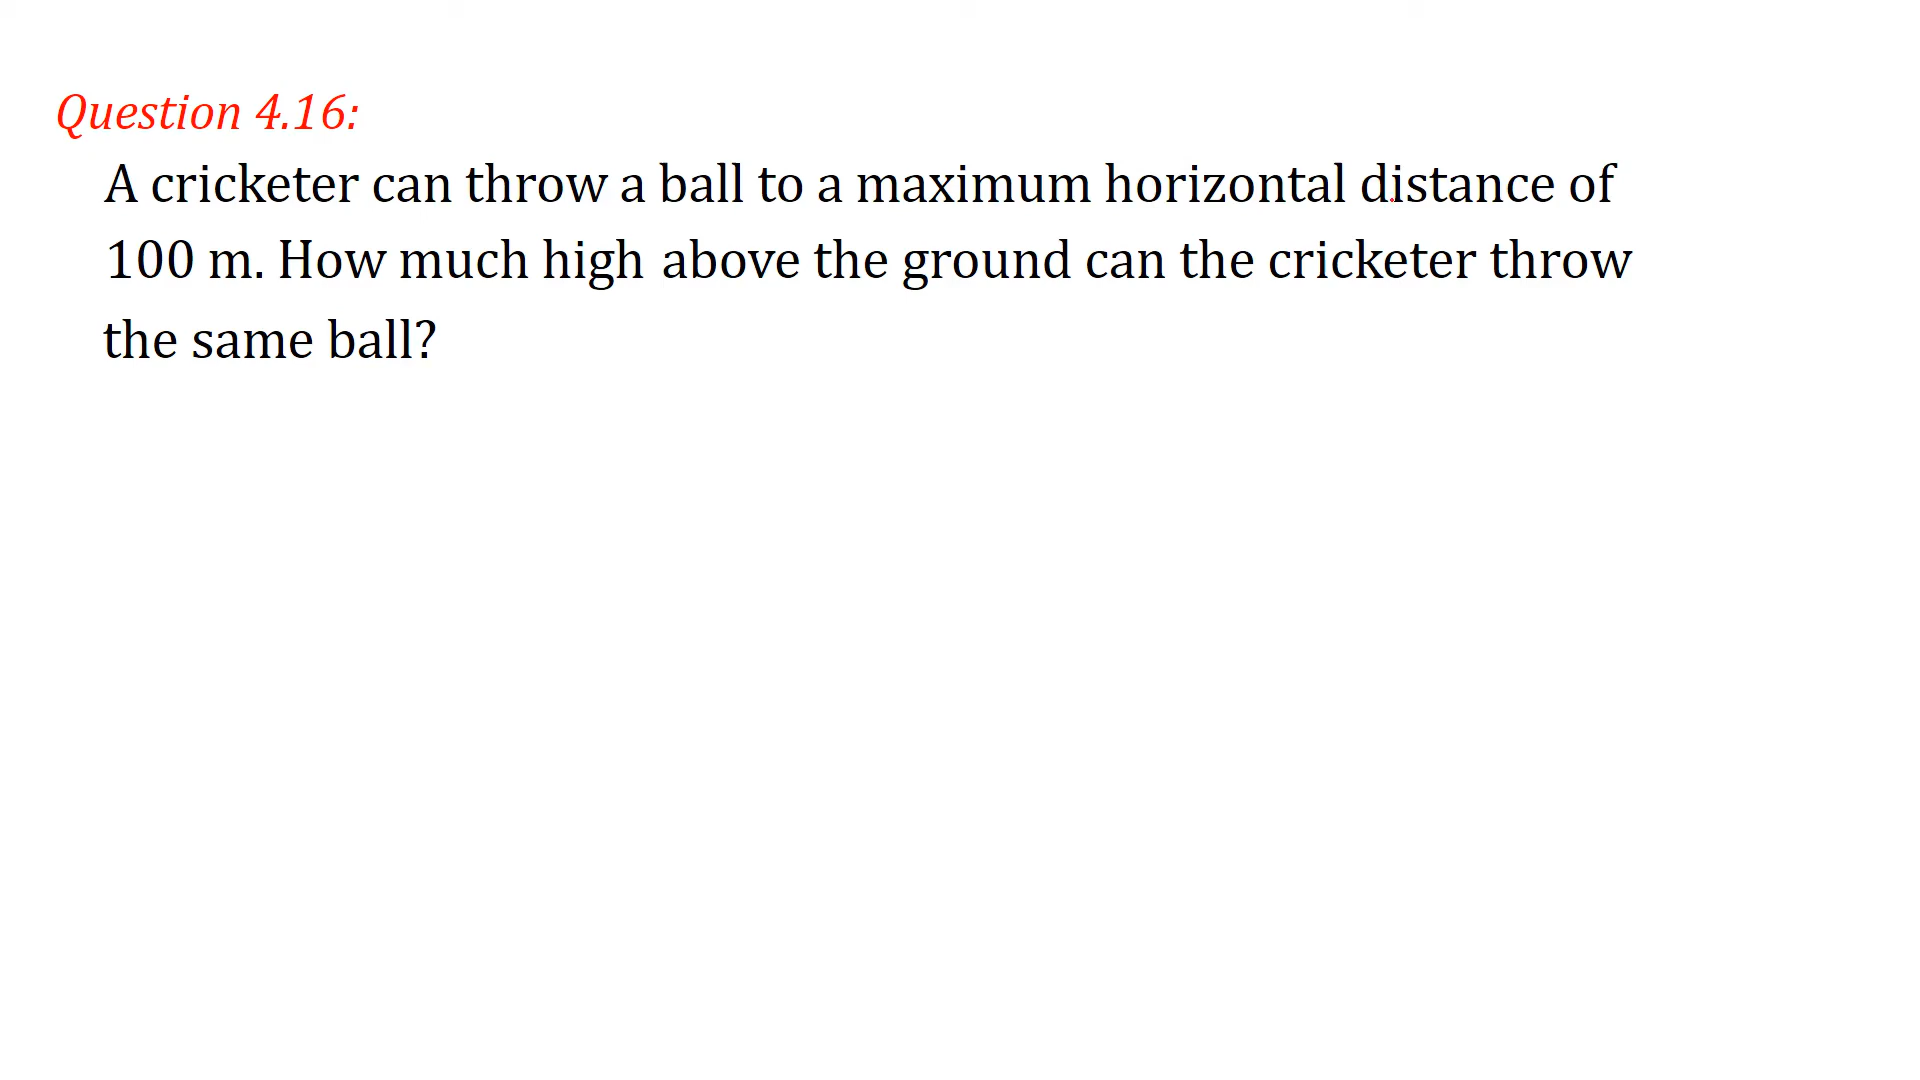 Question 4.16:
A cricketer can throw a ball to a maximum horizontal distance of
100 m. How much high above the ground can the cricketer throw
the same ball?